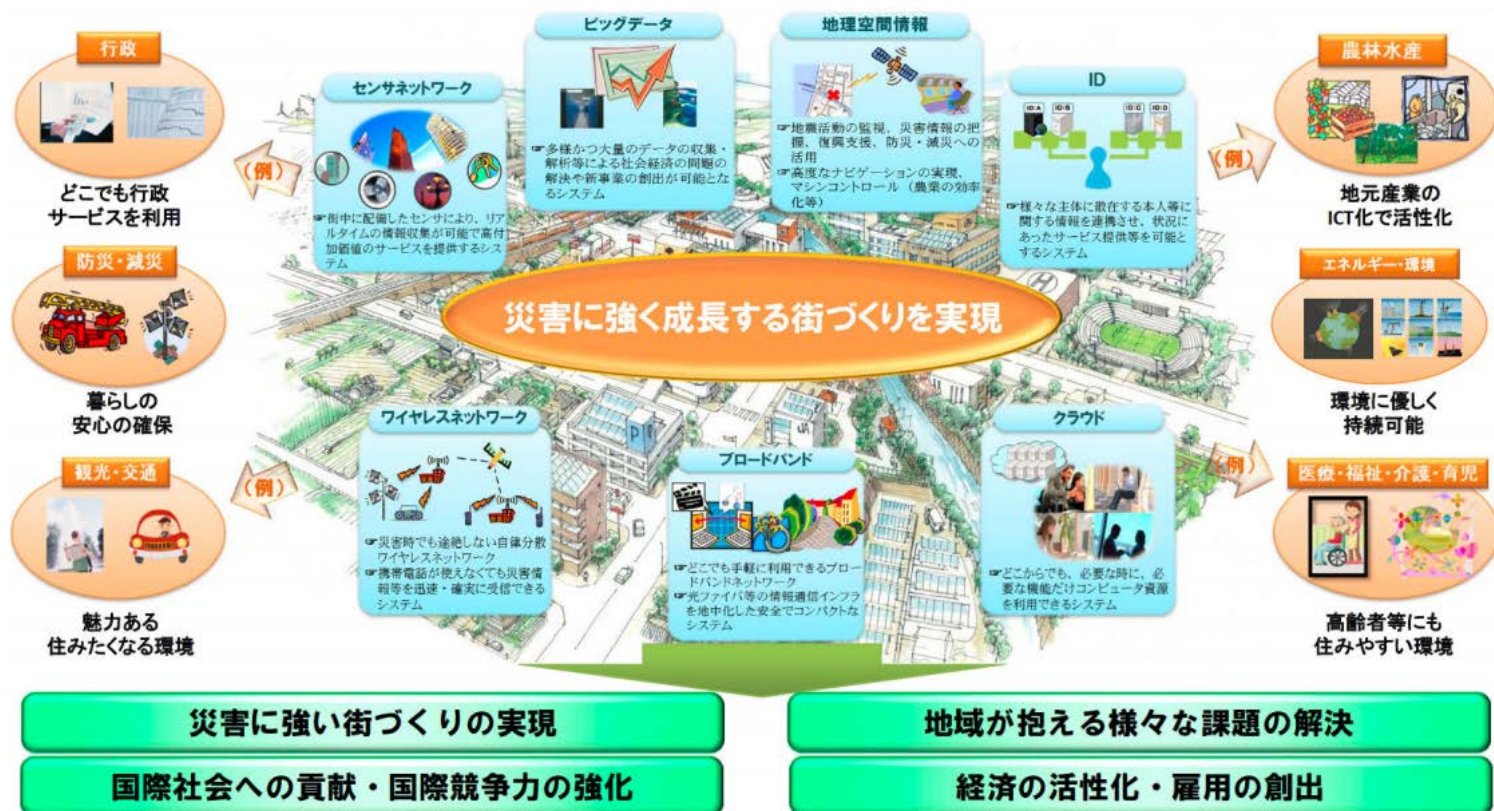 行政
どこでも行政
サービスを利用
防災・減災
暮らしの
安心の確保
観光・交通
魅力ある
住みたくなる環境
(例)
(例)
センサネットワーク
☞街中に配備したセンサにより、リア
ルタイムの情報収集が可能で高付
加価値のサービスを提供するシス
テム
ビッグデータ
☞多様かつ大量のデータの収集・
解析等による社会経済の問題の
解決や新事業の創出が可能とな
るシステム
地理空間情報
☞地震活動の監視、災害情報の把
握、復興支援、防災・減災への
活用
☞高度なナビゲーションの実現、
マシンコントロール（農業の効率
化等）
ID
ID:A
ID:B
ID:C
ID:D
☞様々な主体に散在する本人等に
関する情報を連携させ、状況に
あったサービス提供等を可能と
するシステム
災害に強く成長する街づくりを実現
ワイヤレスネットワーク
☞災害時でも途絶しない自律分散
ワイヤレスネットワーク
☞携帯電話が使えなくても災害情
報等を迅速・確実に受信できる
システム
ブロードバンド
☞どこでも手軽に利用できるブロー
ドバンドネットワーク
☞光ファイバ等の情報通信インフラ
を地中化した安全でコンパクトな
システム
クラウド
☞どこからでも、必要な時に、必
要な機能だけコンピュータ資源
を利用できるシステム
(例)
(例)
農林水産
地元産業の
ICT化で活性化
エネルギー・環境
環境に優しく
持続可能
医療・福祉・介護・育児
高齢者等にも
住みやすい環境
災害に強い街づくりの実現
地域が抱える様々な課題の解決
国際社会への貢献・国際競争力の強化
経済の活性化・雇用の創出